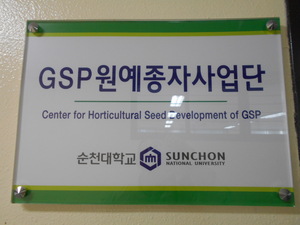 GSP원예종자사업단
Center for Horticultural Seed Development of GSP
순천대학교 SUNCHON
NATIONAL UNIVERSITY